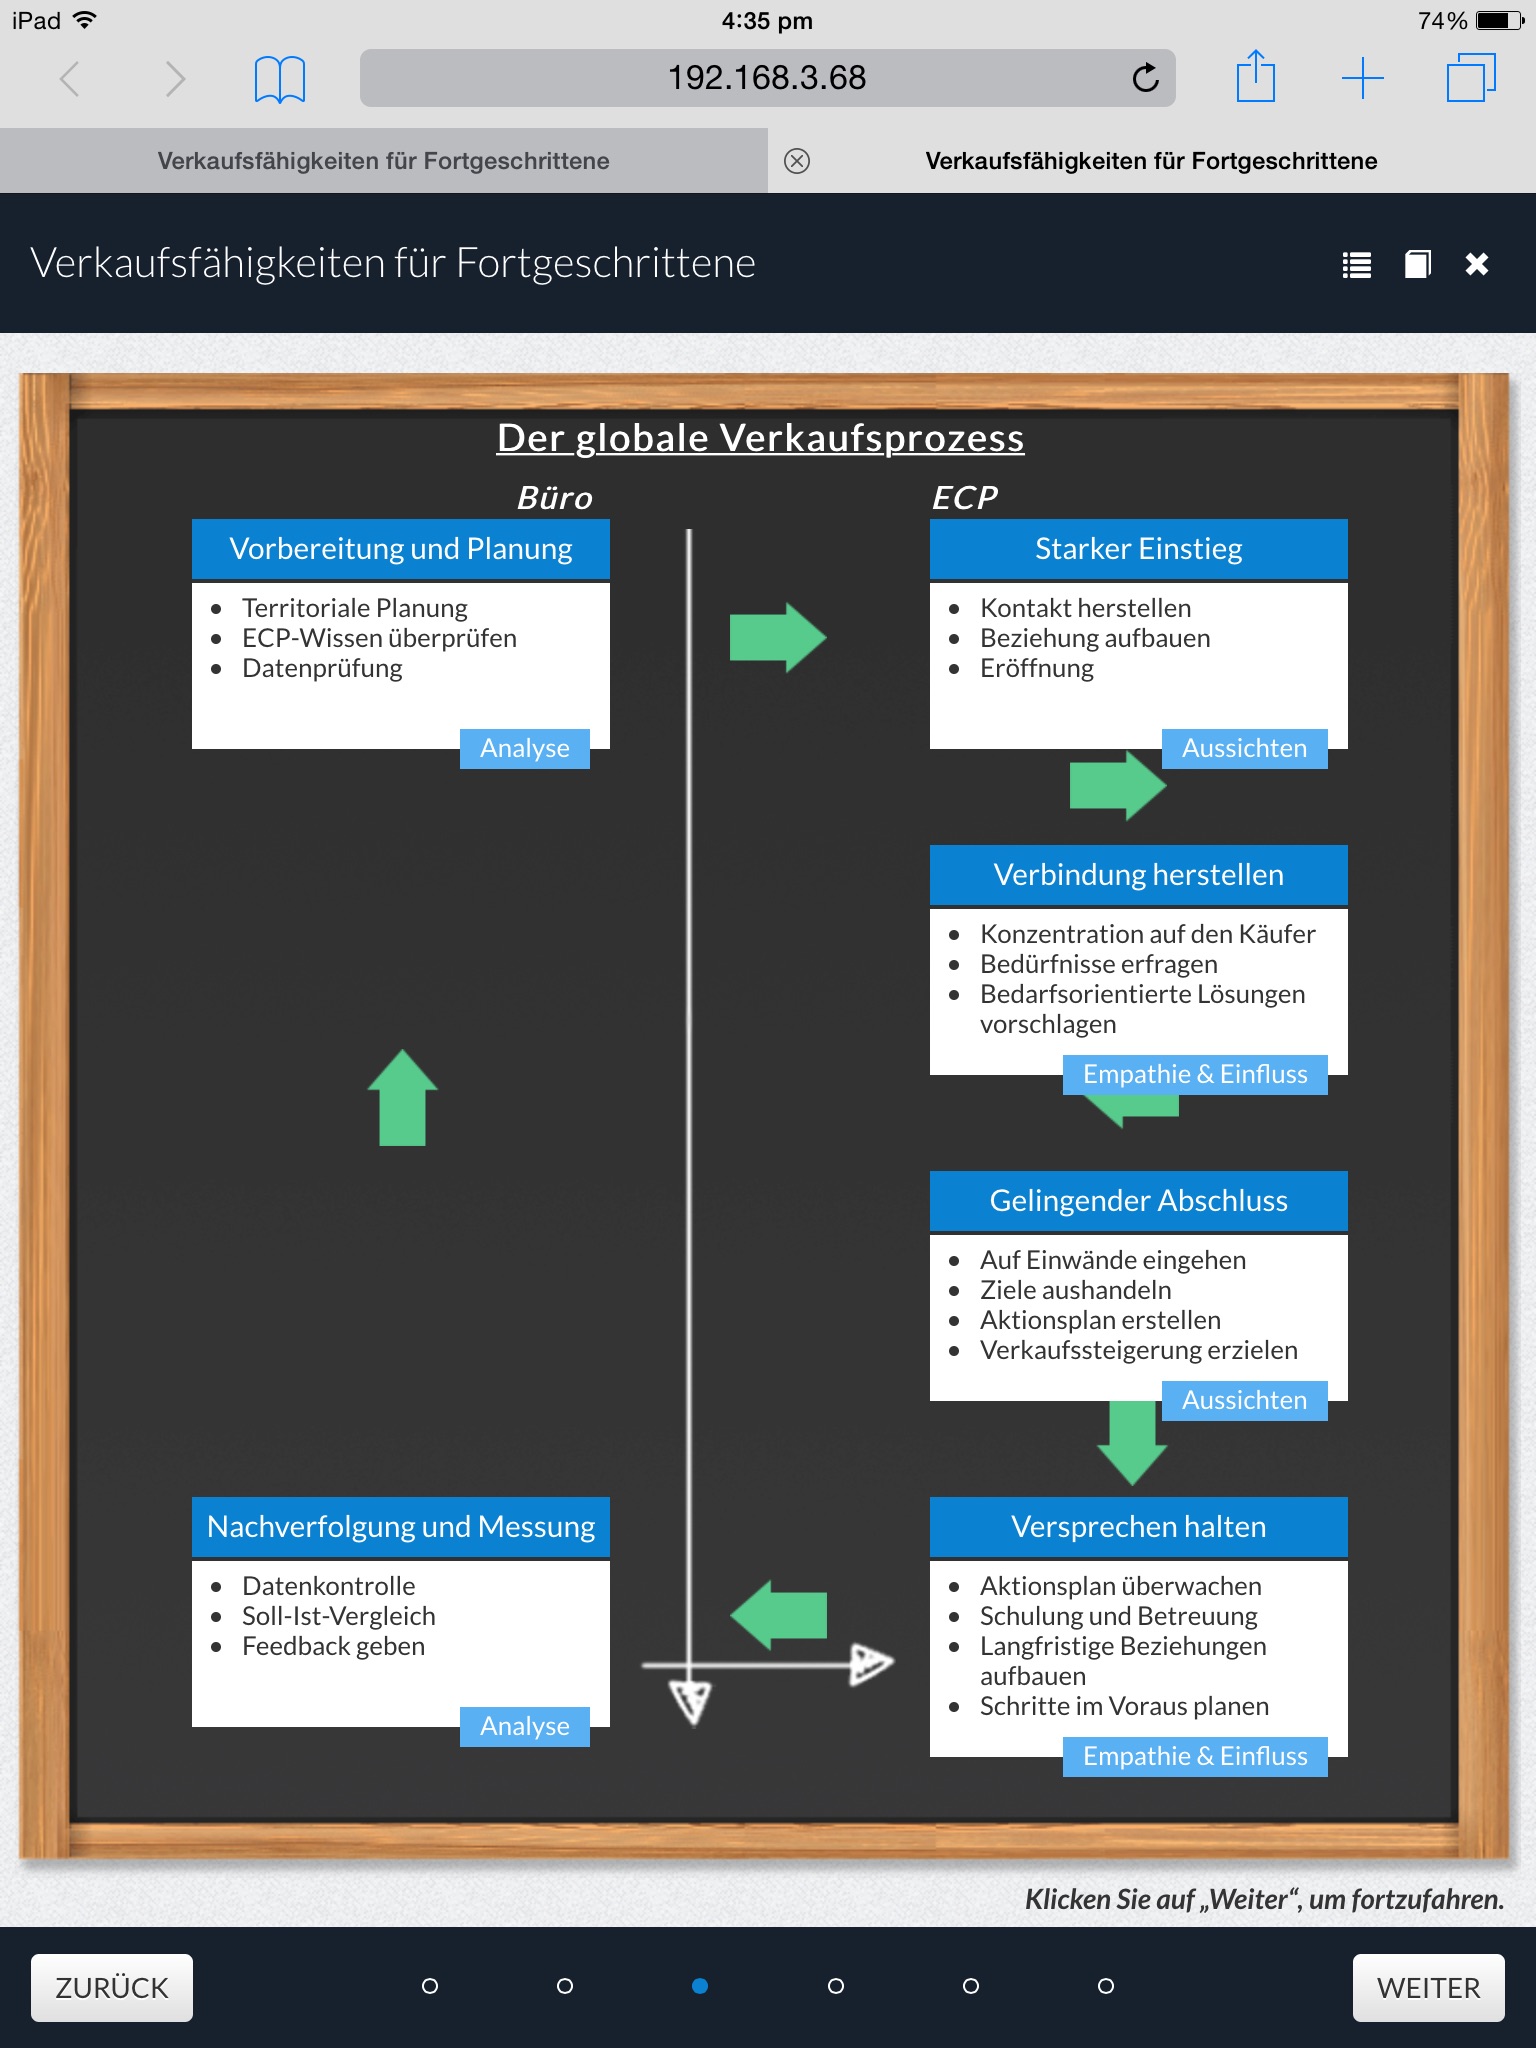 iPad
4:35 pm
74%
192.168.3.68
Verkaufsfähigkeiten für Fortgeschrittene
Verkaufsfähigkeiten für Fortgeschrittene
Verkaufsfähigkeiten für Fortgeschrittene
Der globale Verkaufsprozess
Büro
ECP
Vorbereitung und Planung
• Territoriale Planung
• ECP-Wissen überprüfen
• Datenprüfung
Analyse
Starker Einstieg
• Kontakt herstellen
• Beziehung aufbauen
• Eröffnung
Aussichten
Verbindung herstellen
• Konzentration auf den Käufer
• Bedürfnisse erfragen
• Bedarfsorientierte Lösungen
vorschlagen
Empathie & Einfluss
Gelingender Abschluss
• Auf Einwände eingehen
• Ziele aushandeln
• Aktionsplan erstellen
• Verkaufssteigerung erzielen
Aussichten
Nachverfolgung und Messung
• Datenkontrolle
• Soll-Ist-Vergleich
• Feedback geben
Analyse
Versprechen halten
• Aktionsplan überwachen
• Schulung und Betreuung
• Langfristige Beziehungen
aufbauen
• Schritte im Voraus planen
Empathie & Einfluss
Klicken Sie auf „Weiter“, um fortzufahren.
ZURÜCK
WEITER